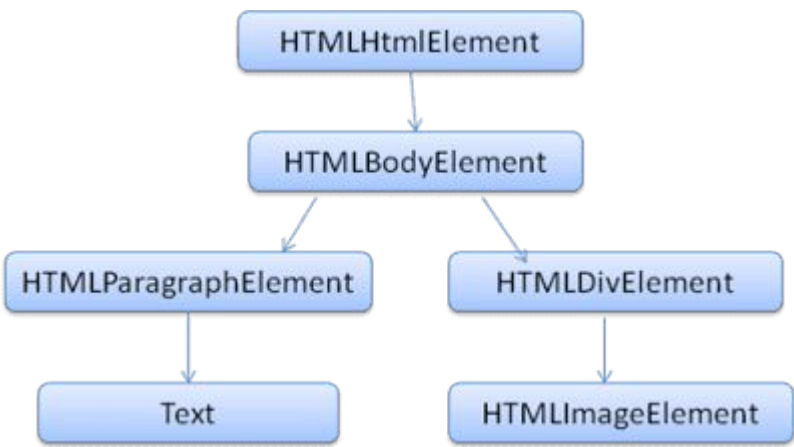 HTMLHtmlElement
HTMLBodyElement
HTMLParagraphElement
HTMLDivElement
Text
HTMLImageElement